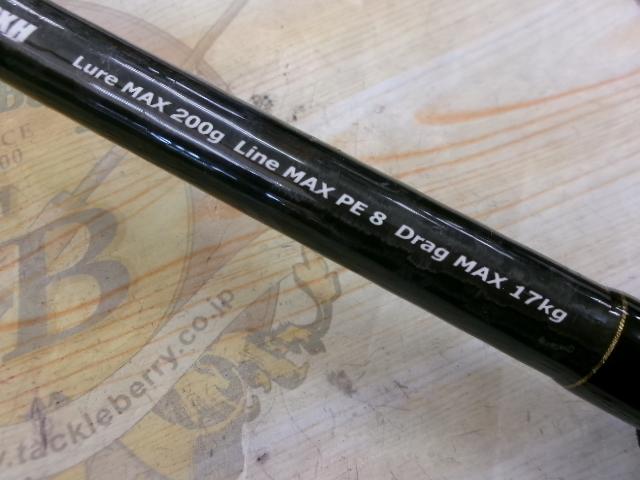 XH
Lure MAX 200g Line MAX PE 8 Drag MAX 17kg
B
www.tackleberry.co.jp